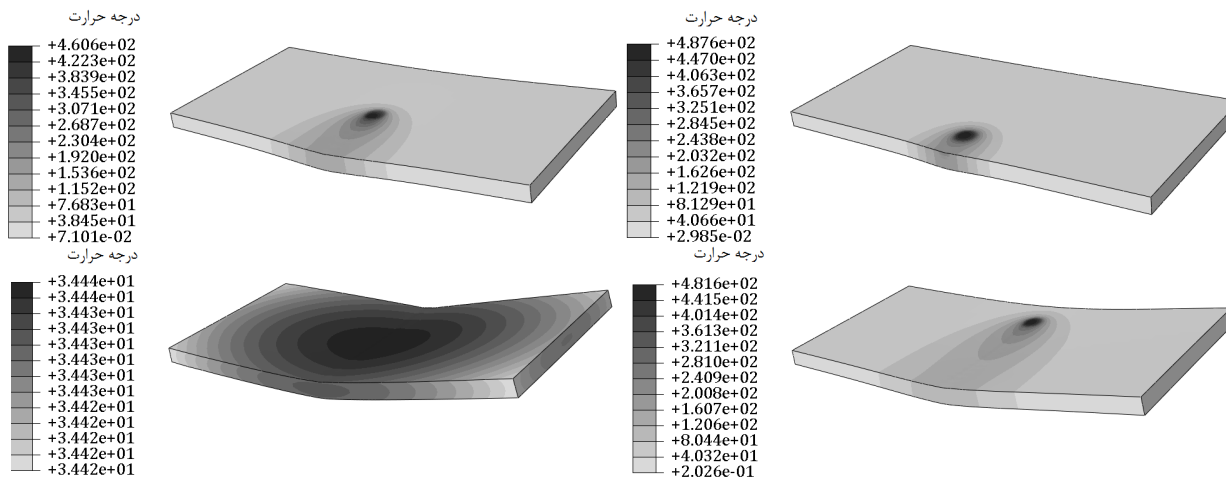 درجه حرارت
+4.606e+02
+4.223e+02
+3.839e+02
+3.455e+02
+3.071e+02
+2.687e+02
+2.304e+02
+1.920e+02
+1.536e+02
+1.152e+02
+7.683e+01
+3.845e+01
+7.101e-02
درجه حرارت
+4.876e+02
+4.470e+02
+4.063e+02
+3.657e+02
+3.251e+02
+2.845e+02
+2.438e+02
+2.032e+02
+1.626e+02
+1.219e+02
+8.129e+01
+4.066e+01
+2.985e-02
درجه حرارت
+3.444e+01
+3.444e+01
+3.443e+01
+3.443e+01
+3.443e+01
+3.443e+01
+3.443e+01
+3.443e+01
+3.442e+01
+3.442e+01
+3.442e+01
+3.442e+01
+3.442e+01
درجه حرارت
+4.816e+02
+4.415e+02
+4.014e+02
+3.613e+02
+3.211e+02
+2.810e+02
+2.409e+02
+2.008e+02
+1.607e+02
+1.206e+02
+8.044e+01
+4.032e+01
+2.026e-01